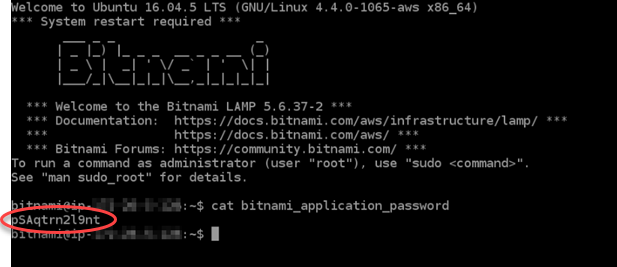 Welcome to Ubuntu 16.04.5 LTS (GNU/Linux 4.4.0-1065-aws x86_64)
*** System restart required ***
Bitnami
*** Welcome to the Bitnami LAMP 5.6.37-2 ***
*** Documentation:  https://docs.bitnami.com/aws/infrastructure/lamp/ ***
***                 https://docs.bitnami.com/aws/ ***
*** Bitnami Forums: https://community.bitnami.com/ ***
To run a command as administrator (user "root"), use "sudo <command>".
See "man sudo_root" for details.
bitnami@ip- :~$ cat bitnami_application_password
pSAqtrn2l9nt
bitnami@ip- :~$